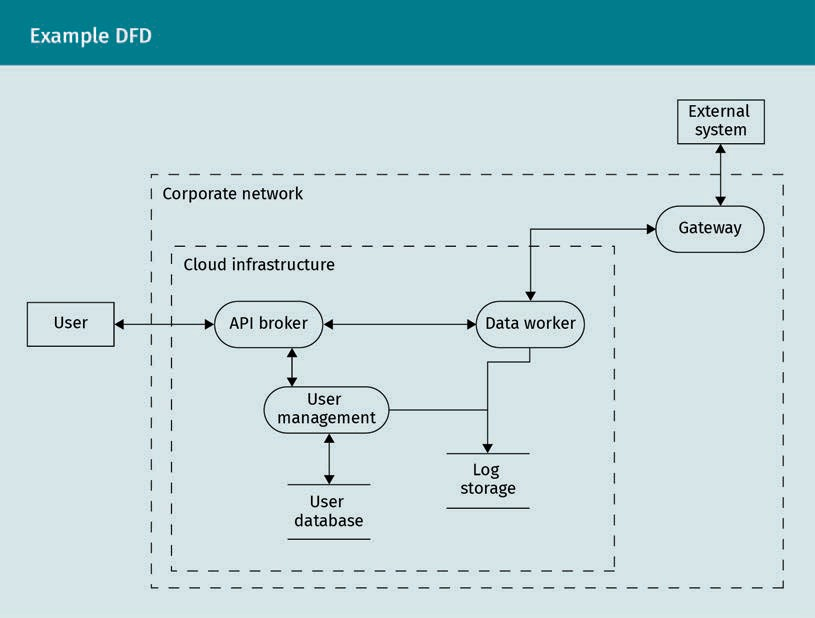 Example DFD
External
system
Corporate network
Gateway
Cloud infrastructure
User
API broker
Data worker
User
management
Log
storage
User
database